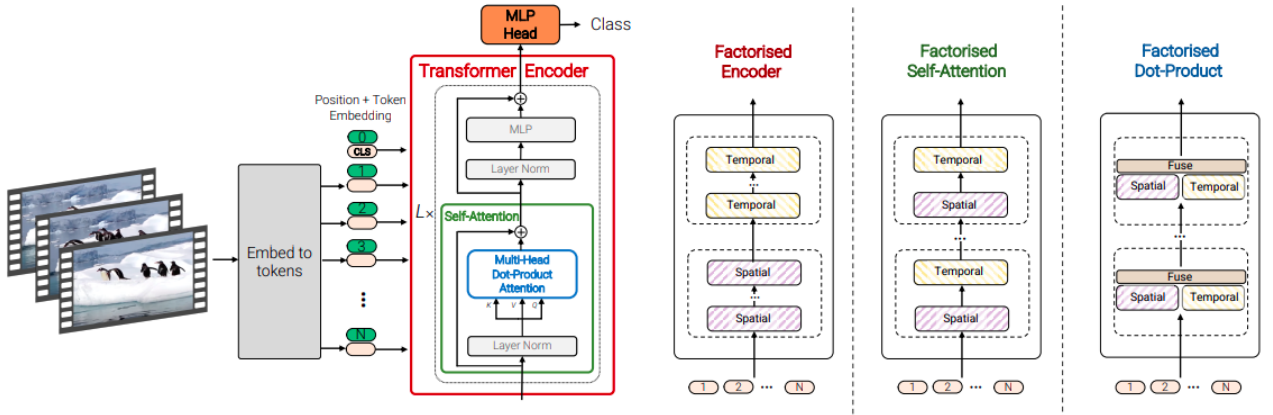 MLP
Head
Class
Transformer Encoder
Position + Token
Embedding
0
CLS
1
2
3
N
Embed to
tokens
L×
MLP
Layer Norm
Self-Attention
Multi-Head
Dot-Product
Attention
K V Q
Layer Norm
Factorised
Encoder
Temporal
...
Temporal
Spatial
...
Spatial
1 2 ... N
Factorised
Self-Attention
Temporal
Spatial
...
Temporal
Spatial
1 2 ... N
Factorised
Dot-Product
Fuse
Spatial Temporal
...
Fuse
Spatial Temporal
1 2 ... N